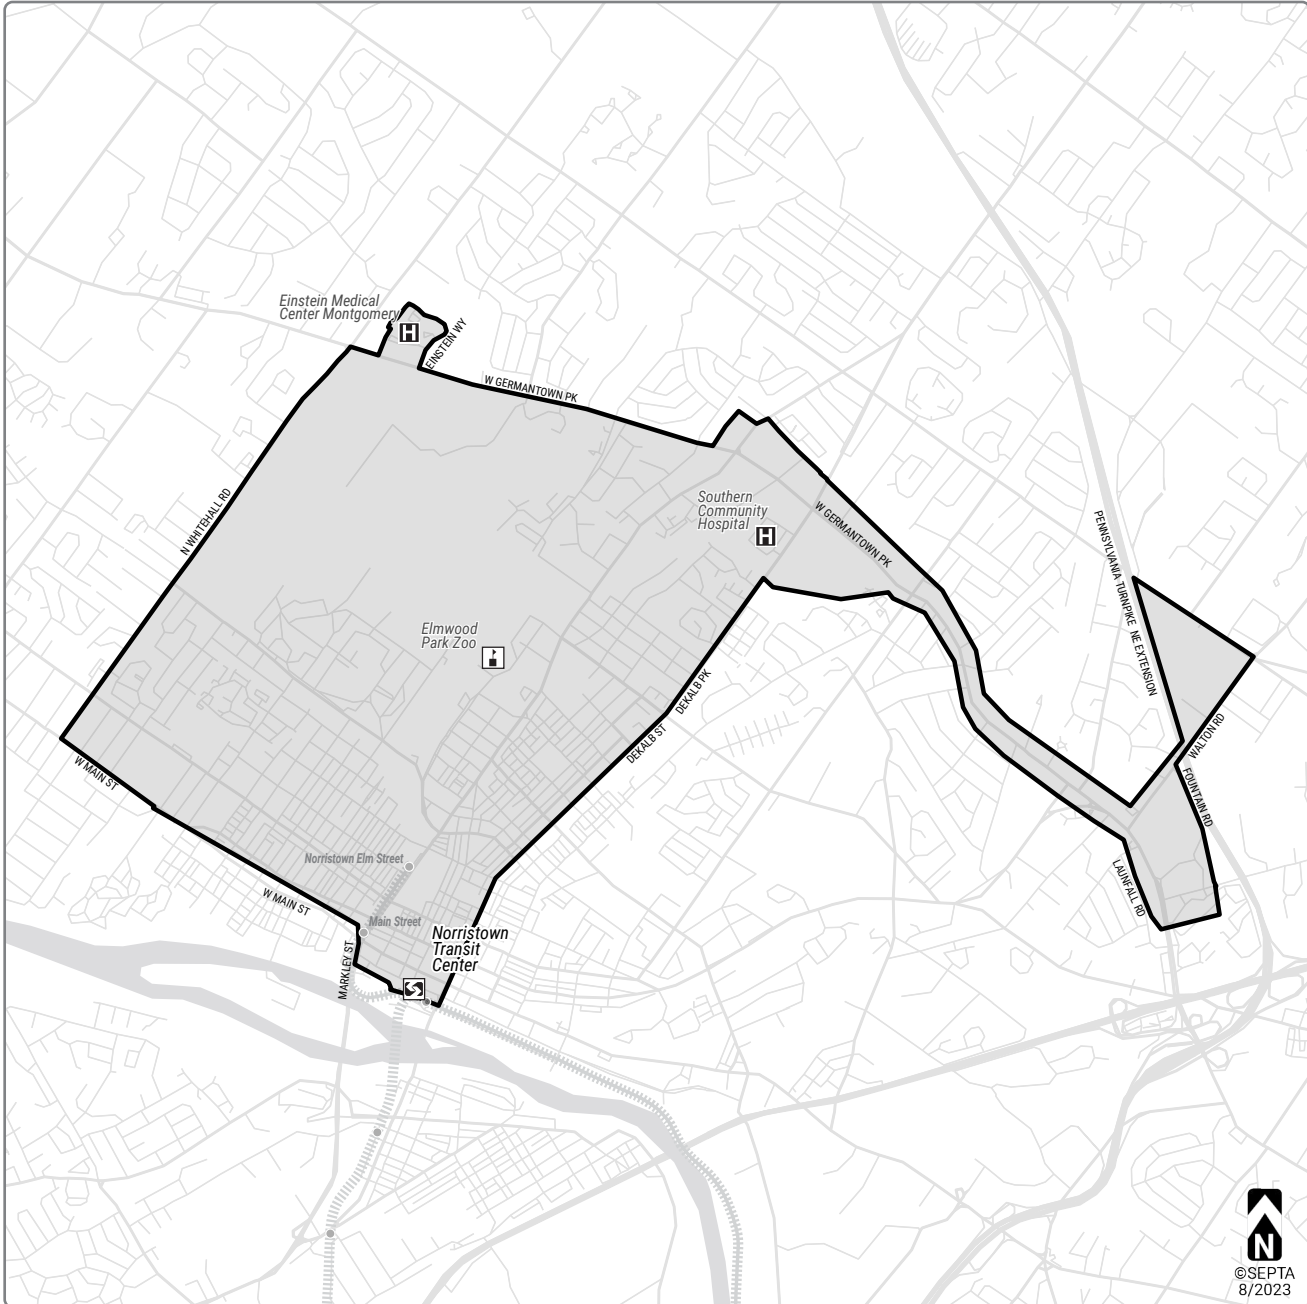 Einstein Medical
Center Montgomery
EINSTEIN WY
W GERMANTOWN PK
N WHITEHALL RD
Southern
Community
Hospital
W GERMANTOWN PK
PENNSYLVANIA TURNPIKE NE EXTENSION
Elmwood
Park Zoo
DEKALB PK
DEKALB ST
WALTON RD
W MAIN ST
FOUNTAIN RD
Norristown Elm Street
LAUNFALL RD
W MAIN ST
Main Street
Norristown
Transit
Center
MARKLEY ST
H
H
N
©SEPTA
8/2023